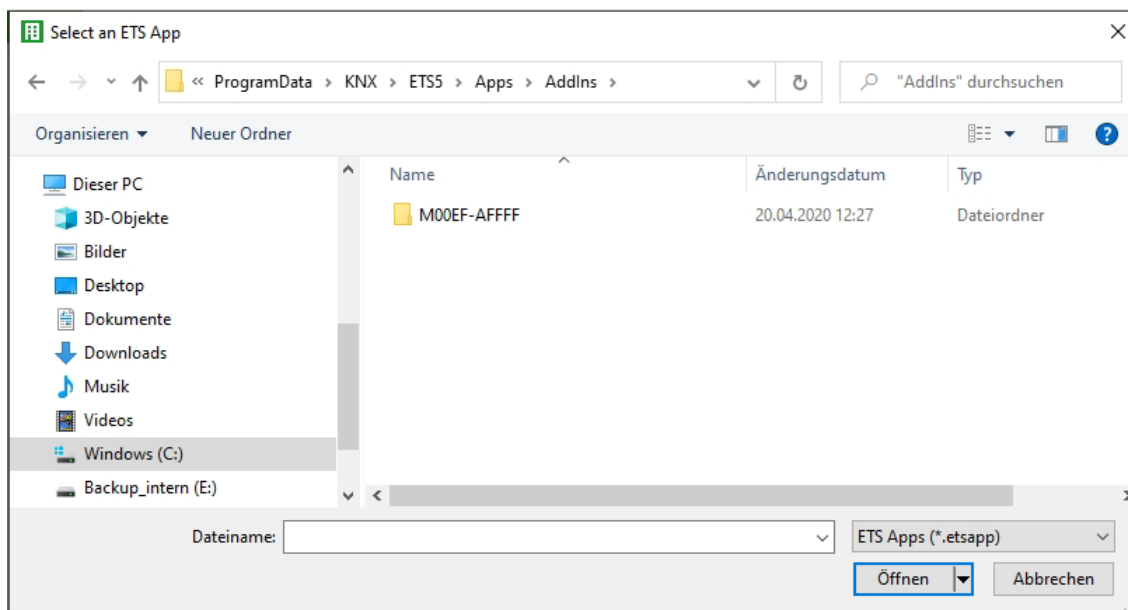 Select an ETS App
« ProgramData › KNX › ETS5 › Apps › AddIns ›
"AddIns" durchsuchen
Organisieren
Neuer Ordner
?
Name
Änderungsdatum
Typ
M00EF-AFFFF
20.04.2020 12:27
Dateiordner
Dieser PC
3D-Objekte
Bilder
Desktop
Dokumente
Downloads
Musik
Videos
Windows (C:)
Backup_intern (E:)
Dateiname:
ETS Apps (*.etsapp)
Öffnen
Abbrechen